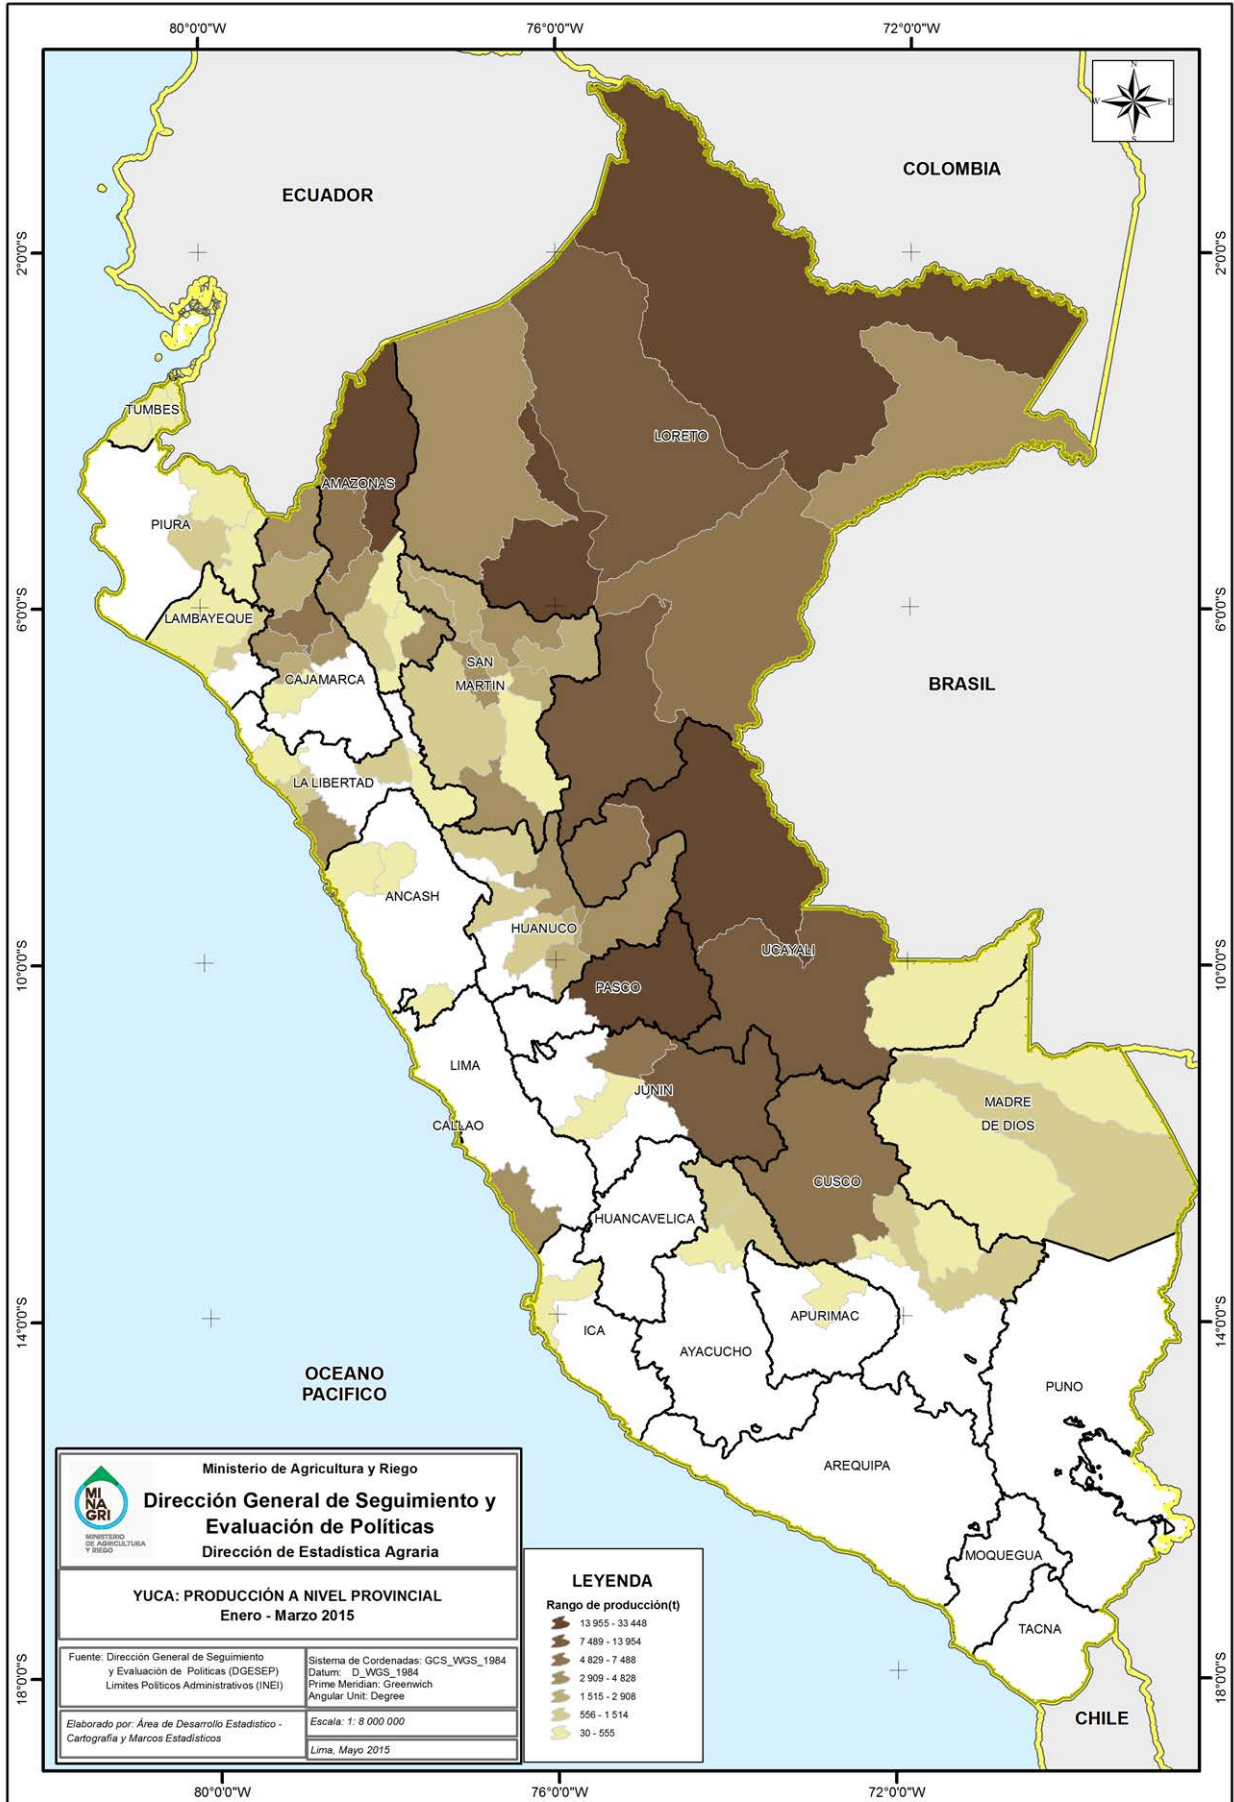 80°0'0"W
76°0'0"W
72°0'0"W
N
W
E
S
COLOMBIA
ECUADOR
2°0'0"S
2°0'0"S
TUMBES
LORETO
AMAZONAS
PIURA
6°0'0"S
6°0'0"S
LAMBAYEQUE
SAN
MARTIN
CAJAMARCA
BRASIL
LA LIBERTAD
ANCASH
HUANUCO
UCAYALI
10°0'0"S
10°0'0"S
PASCO
LIMA
JUNIN
MADRE
DE DIOS
CALLAO
CUSCO
HUANCAVELICA
14°0'0"S
14°0'0"S
APURIMAC
ICA
AYACUCHO
OCEANO
PACIFICO
PUNO
AREQUIPA
MOQUEGUA
TACNA
18°0'0"S
18°0'0"S
CHILE
MI
NA
GRI
MINISTERIO
DE AGRICULTURA
Y RIEGO
Ministerio de Agricultura y Riego
Dirección General de Seguimiento y
Evaluación de Políticas
Dirección de Estadística Agraria
YUCA: PRODUCCIÓN A NIVEL PROVINCIAL
Enero - Marzo 2015
Fuente: Dirección General de Seguimiento
y Evaluación de Politicas (DGESEP)
Limites Políticos Administrativos (INEI)
Sistema de Cordenadas: GCS_WGS_1984
Datum: D_WGS_1984
Prime Meridian: Greenwich
Angular Unit: Degree
Elaborado por: Área de Desarrollo Estadistico -
Cartografía y Marcos Estadísticos
Escala: 1: 8 000 000
Lima, Mayo 2015
LEYENDA
Rango de producción(t)
13 955 - 33 448
7 489 - 13 954
4 829 - 7 488
2 909 - 4 828
1 515 - 2 908
556 - 1 514
30 - 555
80°0'0"W
76°0'0"W
72°0'0"W